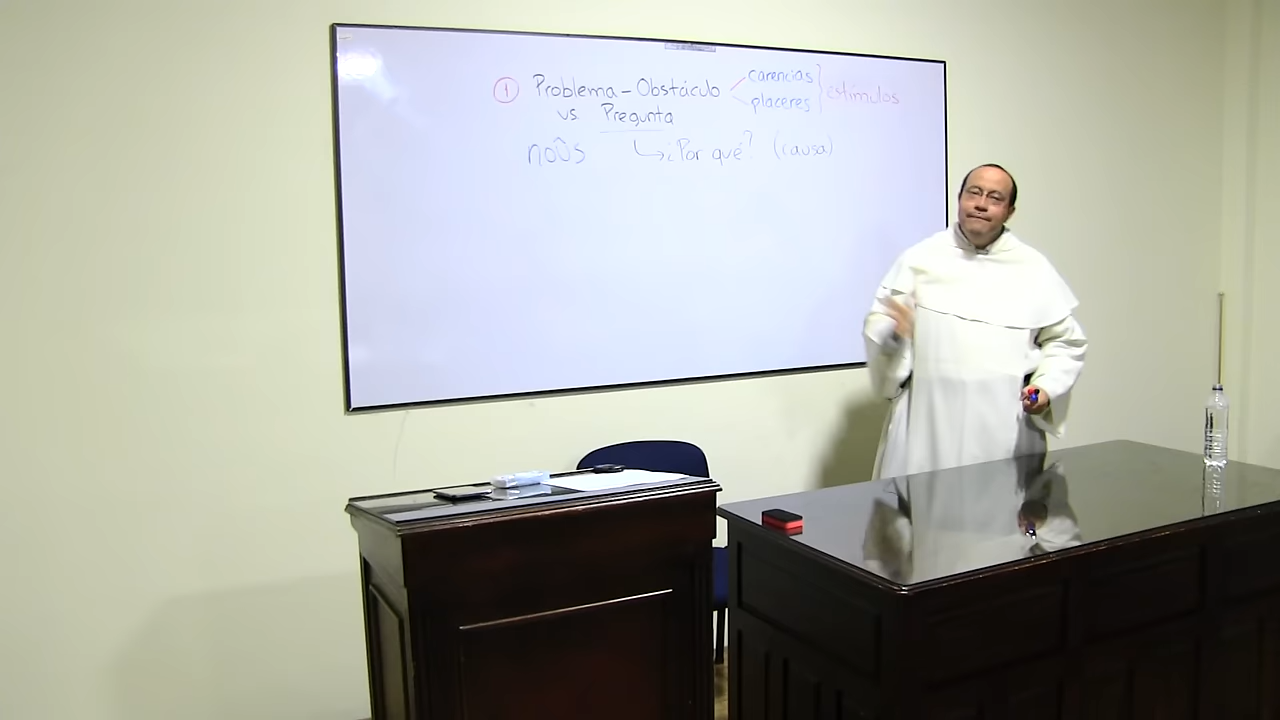 ① Problema – Obstáculo carencias
placeres } estímulos
vs. Pregunta
noûs ¿Por qué? (causa)